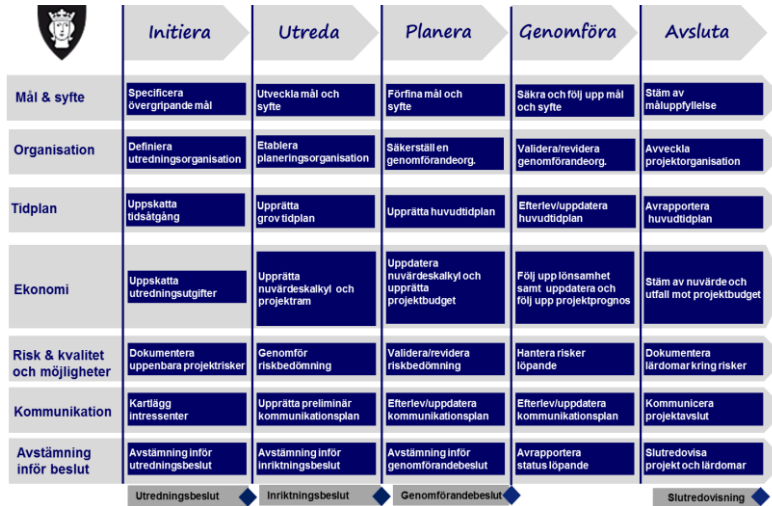 Initiera
Utreda
Planera
Genomföra
Avsluta
Mål & syfte
Specificera
övergripande mål
Utveckla mål och
syfte
Förfina mål och
syfte
Säkra och följ upp mål
och syfte
Stäm av
måluppfyllelse
Organisation
Definiera
utredningsorganisation
Etablera
planeringsorganisation
Säkerställ en
genomförandeorg.
Validera/revidera
genomförandeorg.
Avveckla
projektorganisation
Tidplan
Uppskatta
tidsåtgång
Upprätta
grov tidplan
Upprätta huvudtidplan
Efterlev/uppdatera
huvudtidplan
Avrapportera
huvudtidplan
Ekonomi
Uppskatta
utredningsutgifter
Upprätta
nuvärdeskalkyl och
projektram
Uppdatera
nuvärdeskalkyl och
upprätta
projektbudget
Följ upp lönsamhet
samt uppdatera och
följ upp projektprognos
Stäm av nuvärde och
utfall mot projektbudget
Risk & kvalitet
och möjligheter
Dokumentera
uppenbara projektrisker
Genomför
riskbedömning
Validera/revidera
riskbedömning
Hantera risker
löpande
Dokumentera
lärdomar kring risker
Kommunikation
Kartlägg
intressenter
Upprätta preliminär
kommunikationsplan
Efterlev/uppdatera
kommunikationsplan
Efterlev/uppdatera
kommunikationsplan
Kommunicera
projektavslut
Avstämning
inför beslut
Avstämning inför
utredningsbeslut
Avstämning inför
inriktningsbeslut
Avstämning inför
genomförandebeslut
Avrapportera
status löpande
Slutredovisa
projekt och lärdomar
Utredningsbeslut
Inriktningsbeslut
Genomförandebeslut
Slutredovisning